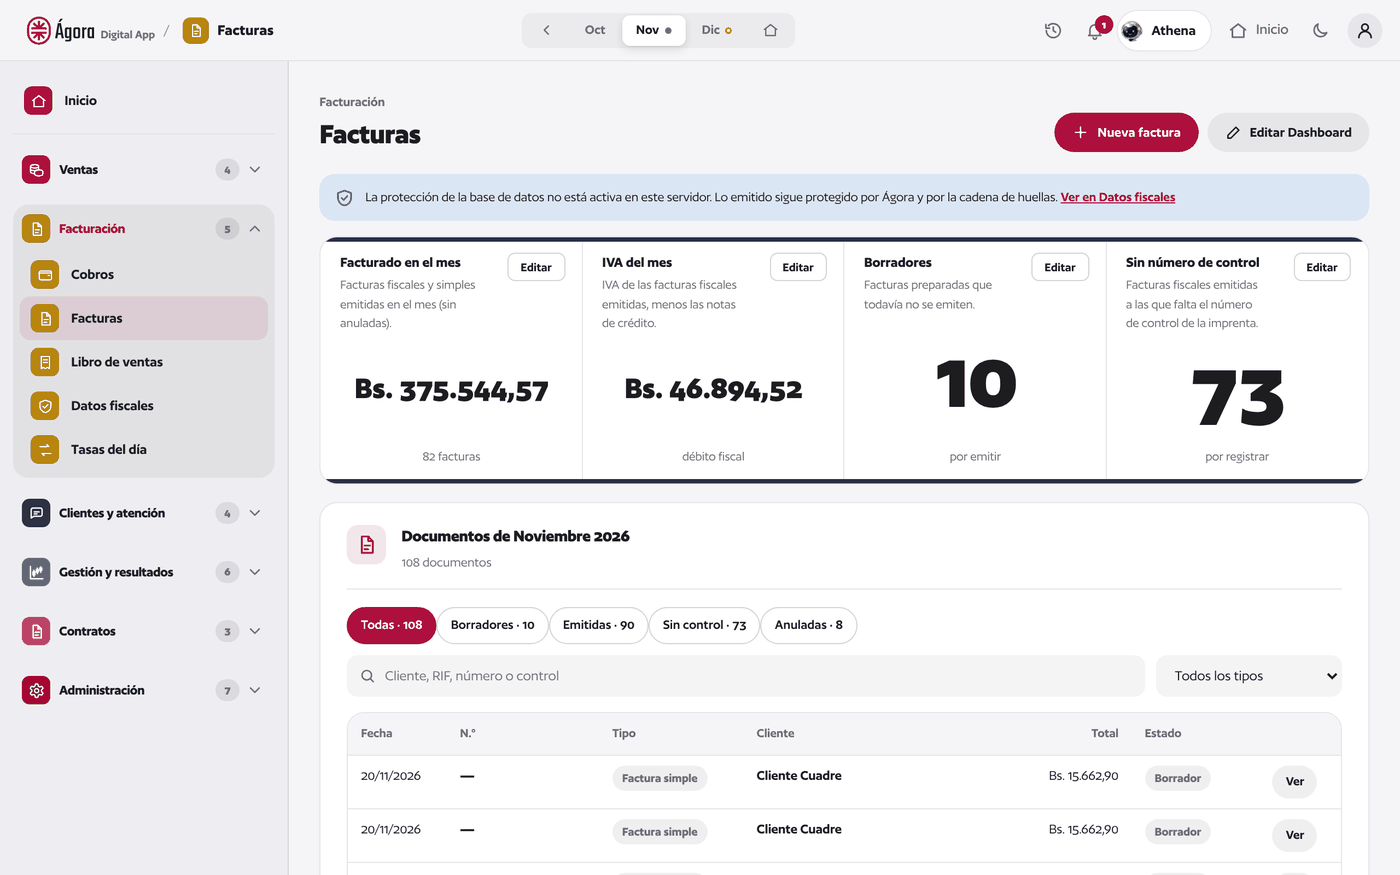 Ágora Digital App / Facturas
Oct
Nov
Dic
1
Athena
Inicio
Inicio
Ventas 4
Facturación 5
Cobros
Facturas
Libro de ventas
Datos fiscales
Tasas del día
Clientes y atención 4
Gestión y resultados 6
Contratos 3
Administración 7
Facturación
Facturas
+ Nueva factura
Editar Dashboard
La protección de la base de datos no está activa en este servidor. Lo emitido sigue protegido por Ágora y por la cadena de huellas. Ver en Datos fiscales
Facturado en el mes
Editar
Facturas fiscales y simples
emitidas en el mes (sin
anuladas).
Bs. 375.544,57
82 facturas
IVA del mes
Editar
IVA de las facturas fiscales
emitidas, menos las notas
de crédito.
Bs. 46.894,52
débito fiscal
Borradores
Editar
Facturas preparadas que
todavía no se emiten.
10
por emitir
Sin número de control
Editar
Facturas fiscales emitidas
a las que falta el número
de control de la imprenta.
73
por registrar
Documentos de Noviembre 2026
108 documentos
Todas · 108
Borradores · 10
Emitidas · 90
Sin control · 73
Anuladas · 8
Cliente, RIF, número o control
Todos los tipos
Fecha N.° Tipo Cliente Total Estado
20/11/2026 — Factura simple Cliente Cuadre Bs. 15.662,90 Borrador Ver
20/11/2026 — Factura simple Cliente Cuadre Bs. 15.662,90 Borrador Ver